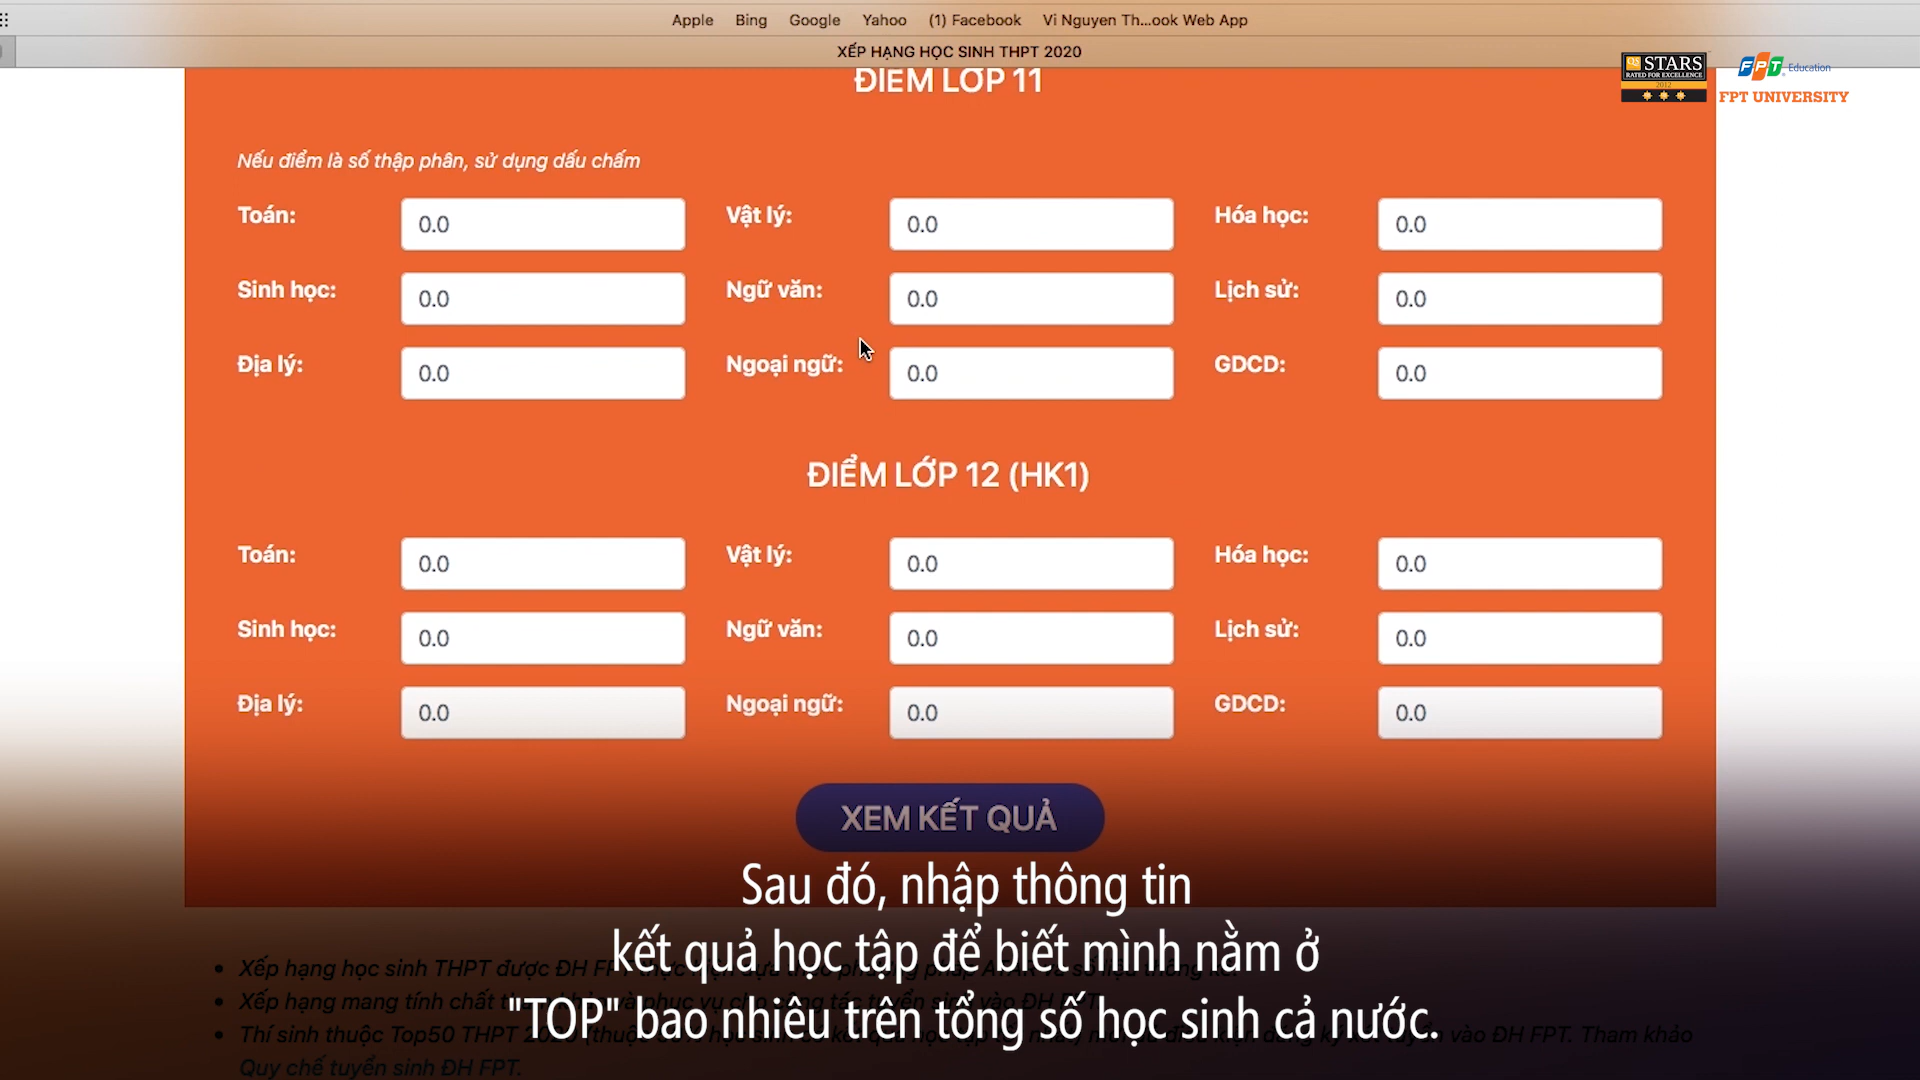 Apple Bing Google Yahoo (1) Facebook Vi Nguyen Th...ook Web App
XẾP HẠNG HỌC SINH THPT 2020
QS STARS
RATED FOR EXCELLENCE
2012
FPT Education
FPT UNIVERSITY
ĐIỂM LỚP 11
Nếu điểm là số thập phân, sử dụng dấu chấm
Toán: 0.0 Vật lý: 0.0 Hóa học: 0.0
Sinh học: 0.0 Ngữ văn: 0.0 Lịch sử: 0.0
Địa lý: 0.0 Ngoại ngữ: 0.0 GDCD: 0.0
ĐIỂM LỚP 12 (HK1)
Toán: 0.0 Vật lý: 0.0 Hóa học: 0.0
Sinh học: 0.0 Ngữ văn: 0.0 Lịch sử: 0.0
Địa lý: 0.0 Ngoại ngữ: 0.0 GDCD: 0.0
XEM KẾT QUẢ
Sau đó, nhập thông tin
kết quả học tập để biết mình nằm ở
"TOP" bao nhiêu trên tổng số học sinh cả nước.
Xếp hạng học sinh THPT được ĐH
Xếp hạng mang tính chất
Thí sinh thuộc Top50 THPT vào ĐH FPT. Tham khảo
Quy chế tuyển sinh ĐH FPT.